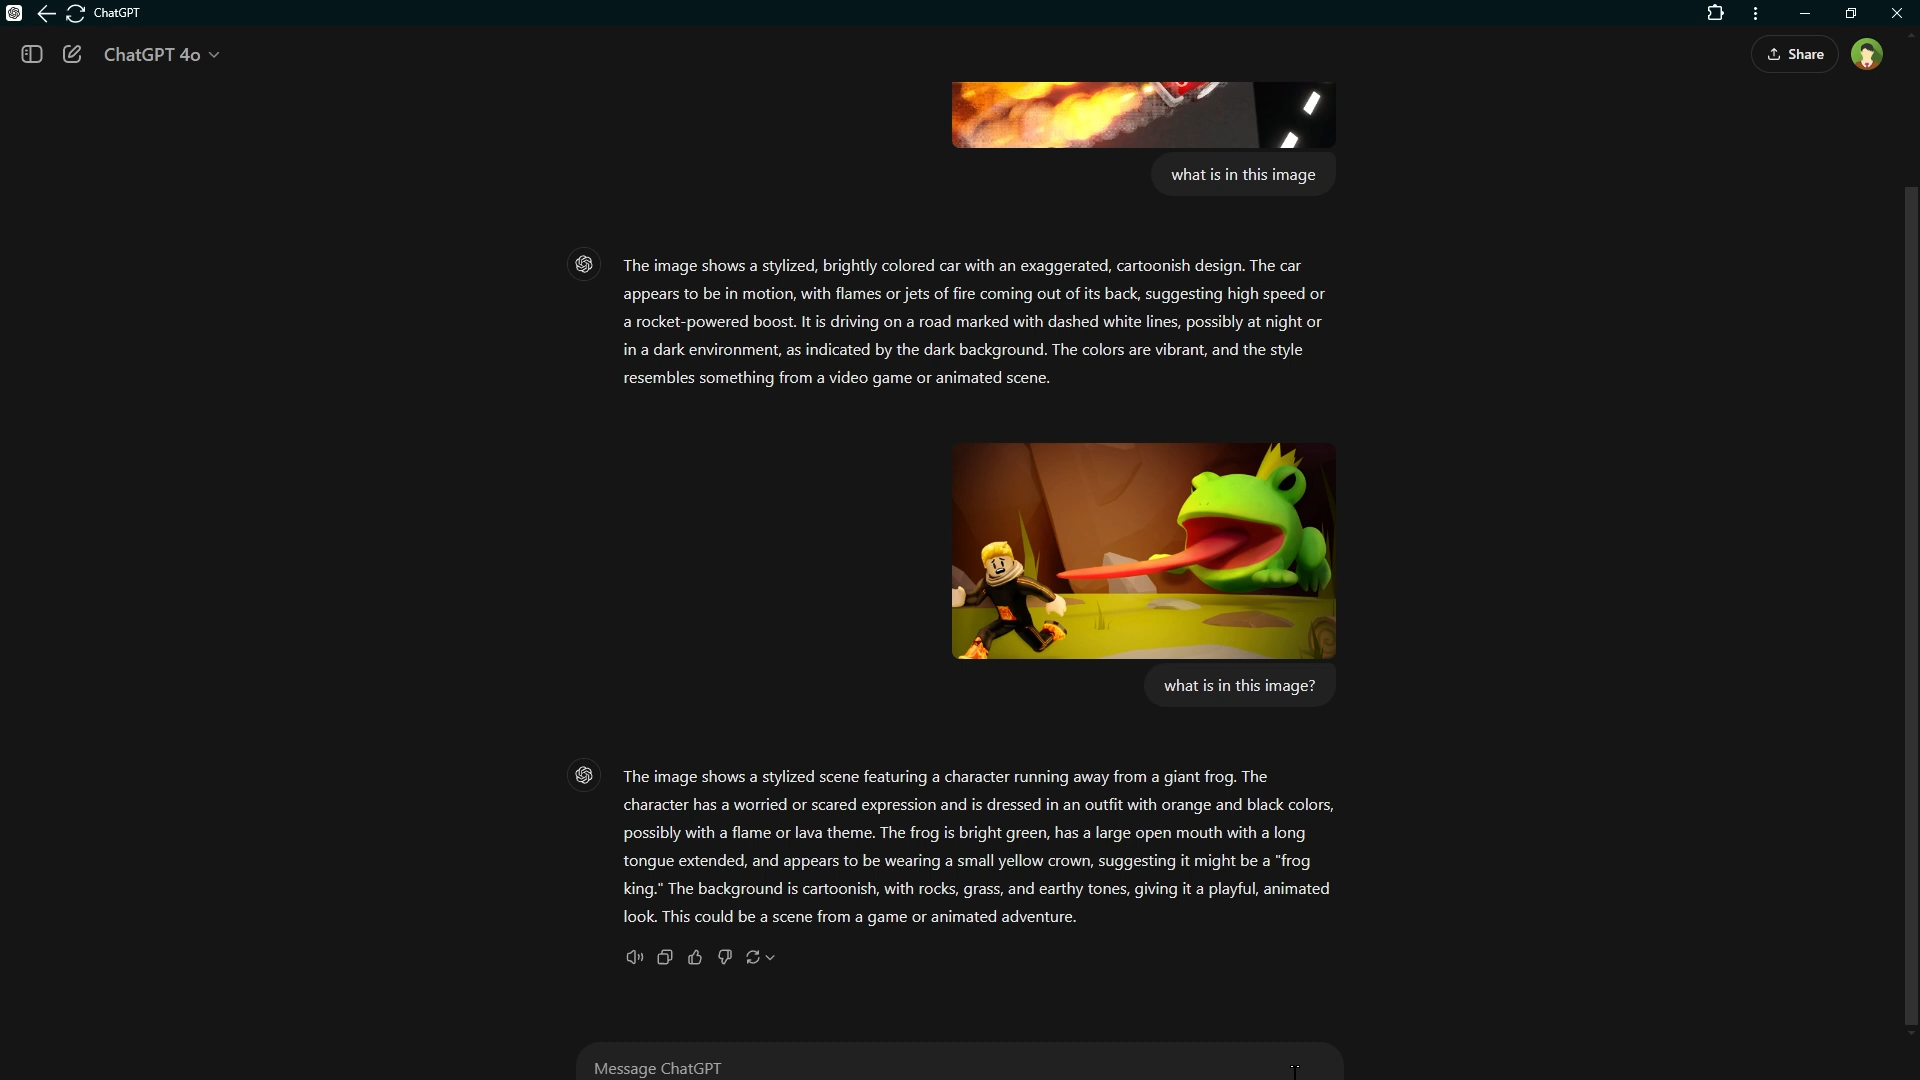 ChatGPT
ChatGPT 4o
Share
what is in this image
The image shows a stylized, brightly colored car with an exaggerated, cartoonish design. The car
appears to be in motion, with flames or jets of fire coming out of its back, suggesting high speed or
a rocket-powered boost. It is driving on a road marked with dashed white lines, possibly at night or
in a dark environment, as indicated by the dark background. The colors are vibrant, and the style
resembles something from a video game or animated scene.
what is in this image?
The image shows a stylized scene featuring a character running away from a giant frog. The
character has a worried or scared expression and is dressed in an outfit with orange and black colors,
possibly with a flame or lava theme. The frog is bright green, has a large open mouth with a long
tongue extended, and appears to be wearing a small yellow crown, suggesting it might be a "frog
king." The background is cartoonish, with rocks, grass, and earthy tones, giving it a playful, animated
look. This could be a scene from a game or animated adventure.
Message ChatGPT